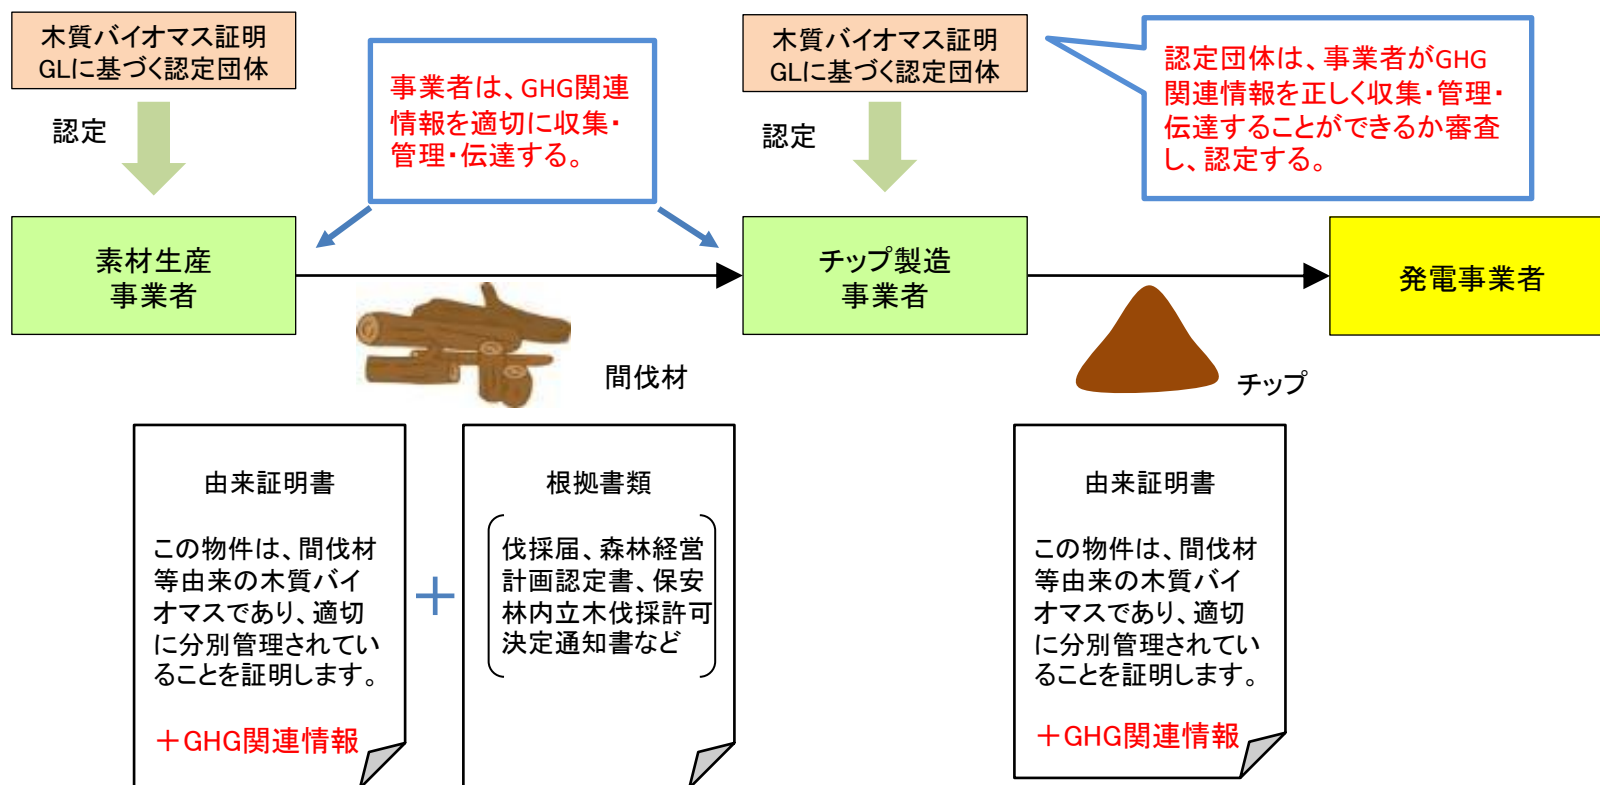 木質バイオマス証明
GLに基づく認定団体
認定
事業者は、GHG関連
情報を適切に収集・
管理・伝達する。
木質バイオマス証明
GLに基づく認定団体
認定
認定団体は、事業者がGHG
関連情報を正しく収集・管理・
伝達することができるか審査
し、認定する。
素材生産
事業者
チップ製造
事業者
発電事業者
間伐材
チップ
由来証明書
この物件は、間伐材
等由来の木質バイ
オマスであり、適切
に分別管理されてい
ることを証明します。
＋GHG関連情報
＋
根拠書類
伐採届、森林経営
計画認定書、保安
林内立木伐採許可
決定通知書など
由来証明書
この物件は、間伐材
等由来の木質バイ
オマスであり、適切
に分別管理されてい
ることを証明します。
＋GHG関連情報